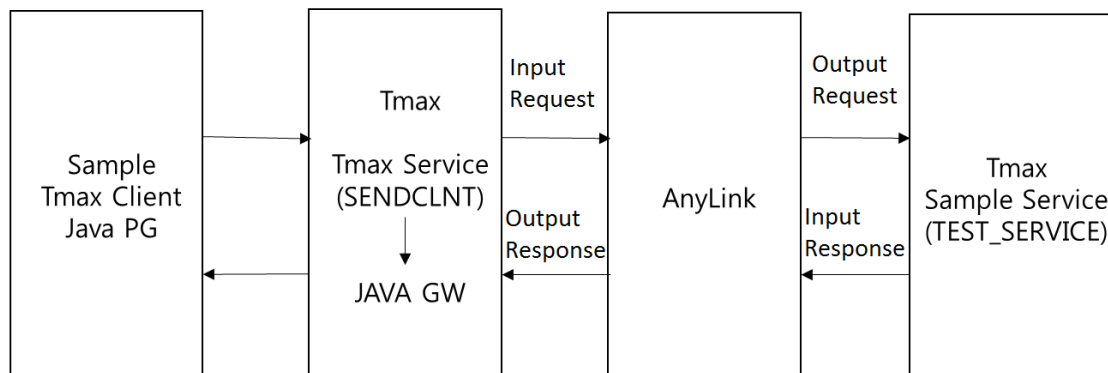 Sample
Tmax Client
Java PG
Tmax
Tmax Service
(SENDCLNT)
JAVA GW
Input
Request
Output
Response
AnyLink
Output
Request
Input
Response
Tmax
Sample Service
(TEST_SERVICE)